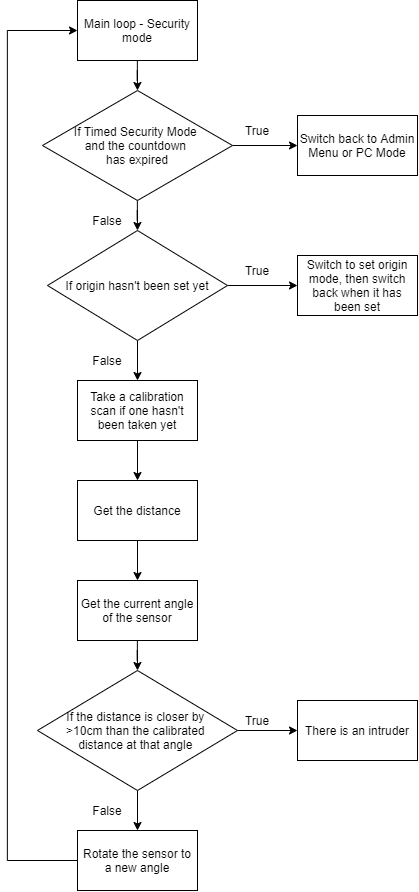 Main loop - Security
mode
If Timed Security Mode
and the countdown
has expired
True
Switch back to Admin
Menu or PC Mode
False
If origin hasn't been set yet
True
Switch to set origin
mode, then switch
back when it has
been set
False
Take a calibration
scan if one hasn't
been taken yet
Get the distance
Get the current angle
of the sensor
If the distance is closer by
>10cm than the calibrated
distance at that angle
True
There is an intruder
False
Rotate the sensor to
a new angle